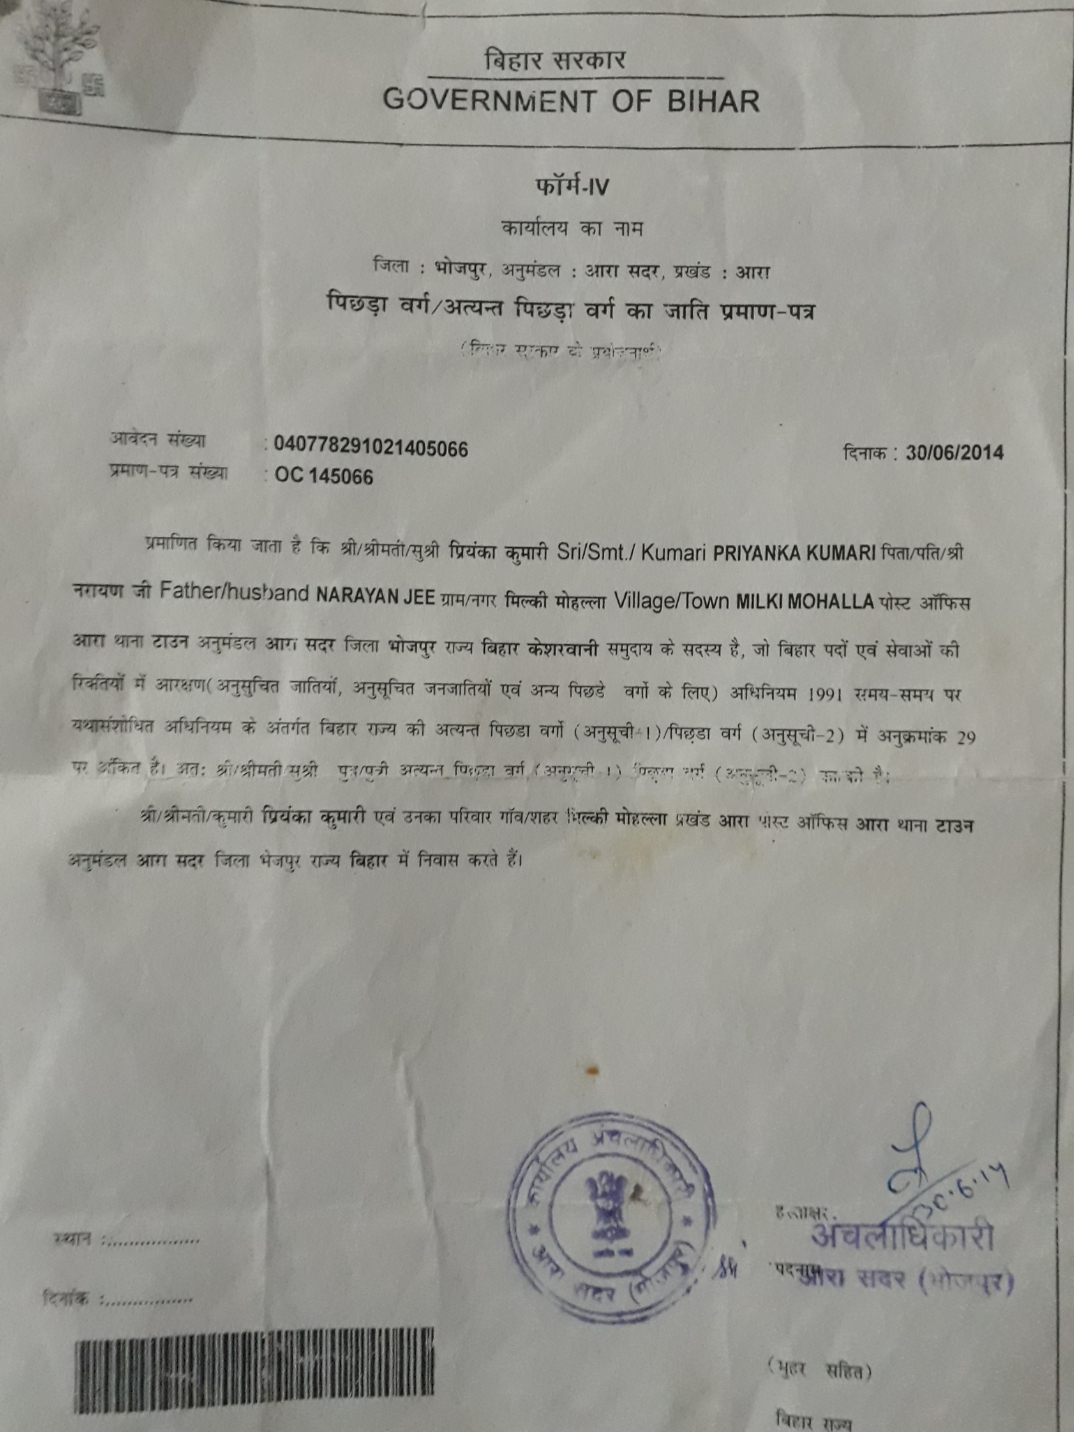 बिहार सरकार
GOVERNMENT OF BIHAR
फॉर्म-IV
कार्यालय का नाम
जिला : भोजपुर, अनुमंडल : आरा सदर, प्रखंड : आरा
पिछड़ा वर्ग/अत्यन्त पिछड़ा वर्ग का जाति प्रमाण-पत्र
(बिहार सरकार के प्रयोजनार्थ)
आवेदन संख्या : 040778291021405066
दिनाक : 30/06/2014
प्रमाण-पत्र संख्या : OC 145066
प्रमाणित किया जाता है कि श्री/श्रीमती/सुश्री प्रियंका कुमारी Sri/Smt./ Kumari PRIYANKA KUMARI पिता/पति/श्री
नरायण जी Father/husband NARAYAN JEE ग्राम/नगर मिल्की मोहल्ला Village/Town MILKI MOHALLA पोस्ट ऑफिस
आरा थाना टाउन अनुमंडल आरा सदर जिला भोजपुर राज्य बिहार केशरवानी समुदाय के सदस्य है, जो बिहार पदों एवं सेवाओं की
रिक्तियों में आरक्षण(अनुसुचित जातियों, अनुसूचित जनजातियों एवं अन्य पिछडे वर्गो के लिए) अधिनियम 1991 समय-समय पर
यथासंशोधित अधिनियम के अंतर्गत बिहार राज्य की अत्यन्त पिछडा वर्गो (अनुसूची-1)/पिछडा वर्ग (अनुसूची-2) में अनुक्रमांक 29
पर अंकित है। अतः श्री/श्रीमती सुश्री पुत्र/पुत्री अत्यन्त पिछडा वर्ग (अनुसूची-1) पिछडा वर्ग (अनुसूची-2) का/की है।
श्री/श्रीमती/कुमारी प्रियंका कुमारी एवं उनका परिवार गॉव/शहर मिल्की मोहल्ला प्रखंड आरा पोस्ट ऑफिस आरा थाना टाउन
अनुमंडल आरा सदर जिला भोजपुर राज्य बिहार में निवास करते हैं।
कार्यालय अंचलाधिकारी
आरा सदर (भोजपुर)
30.6.14
हस्ताक्षर.
अंचलाधिकारी
पदनाम
आरा सदर (भोजपुर)
स्थान :.................
दिनांक :................
(मुहर सहित)
बिहार राज्य